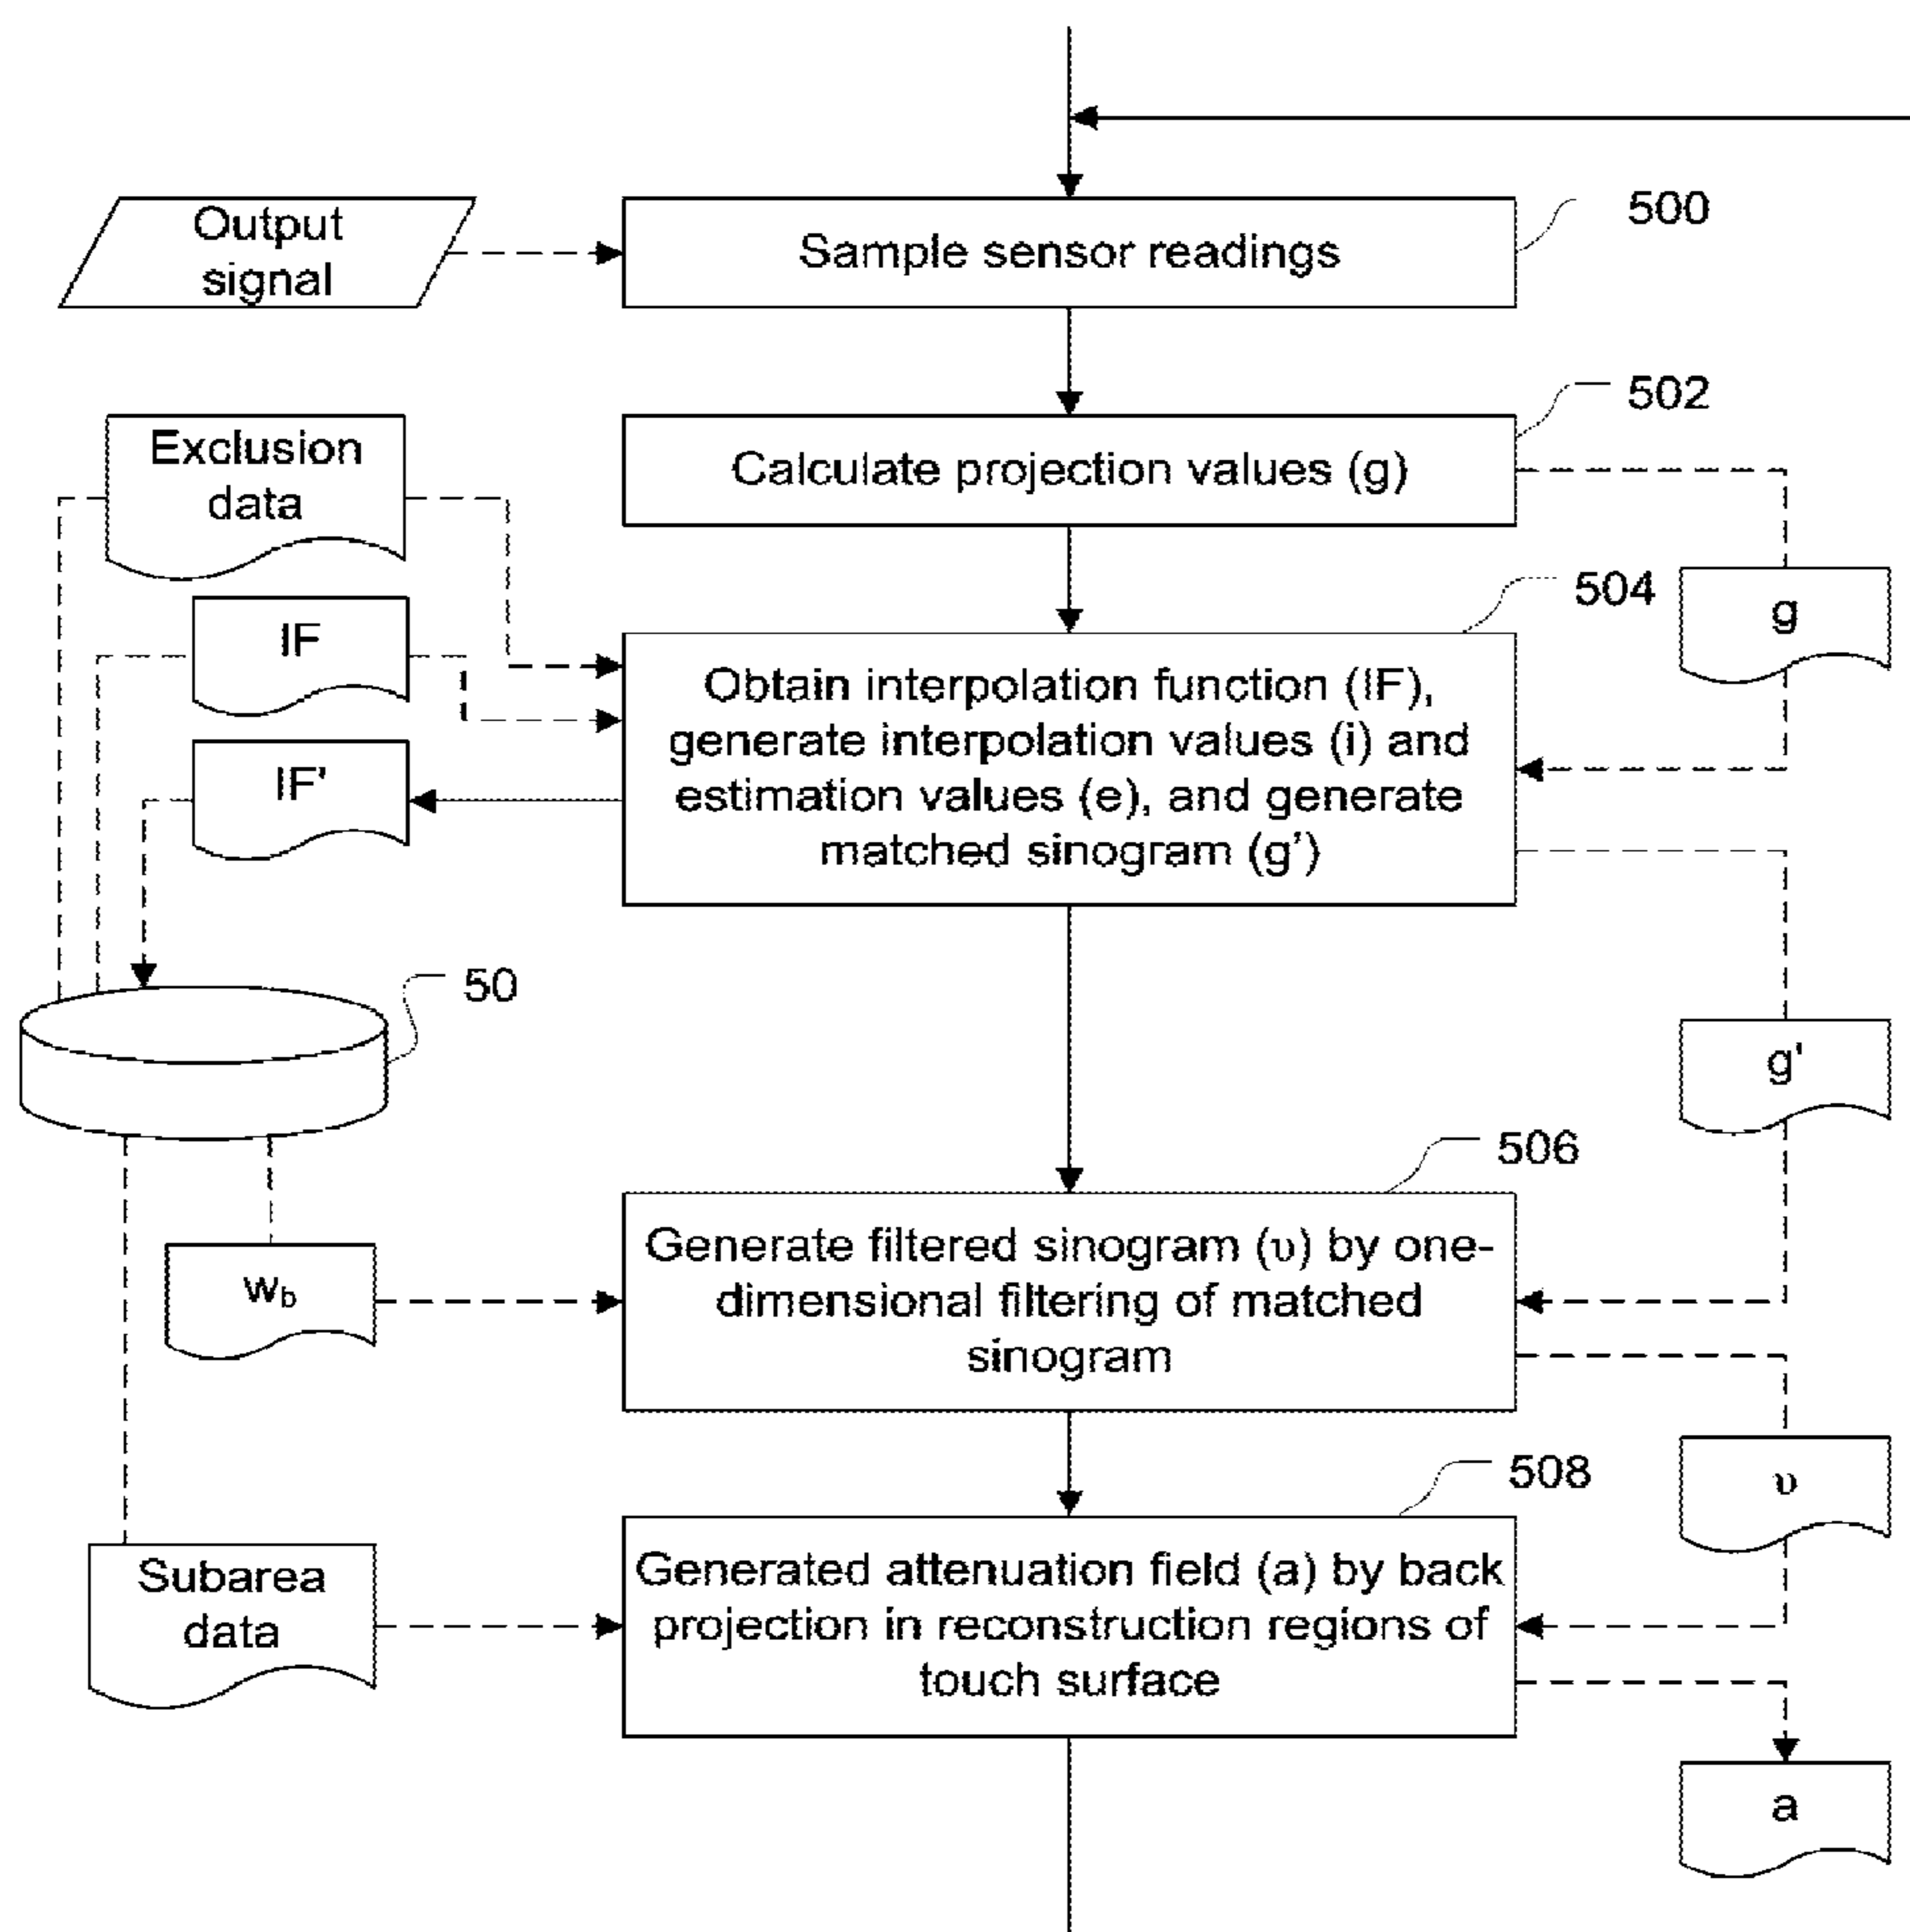 Output
signal
Sample sensor readings
500
Exclusion
data
Calculate projection values (g)
502
g
IF
IF'
Obtain interpolation function (IF),
generate interpolation values (i) and
estimation values (e), and generate
matched sinogram (g’)
504
50
g'
w_b
Generate filtered sinogram (υ) by one-
dimensional filtering of matched
sinogram
506
υ
Subarea
data
Generated attenuation field (a) by back
projection in reconstruction regions of
touch surface
508
a